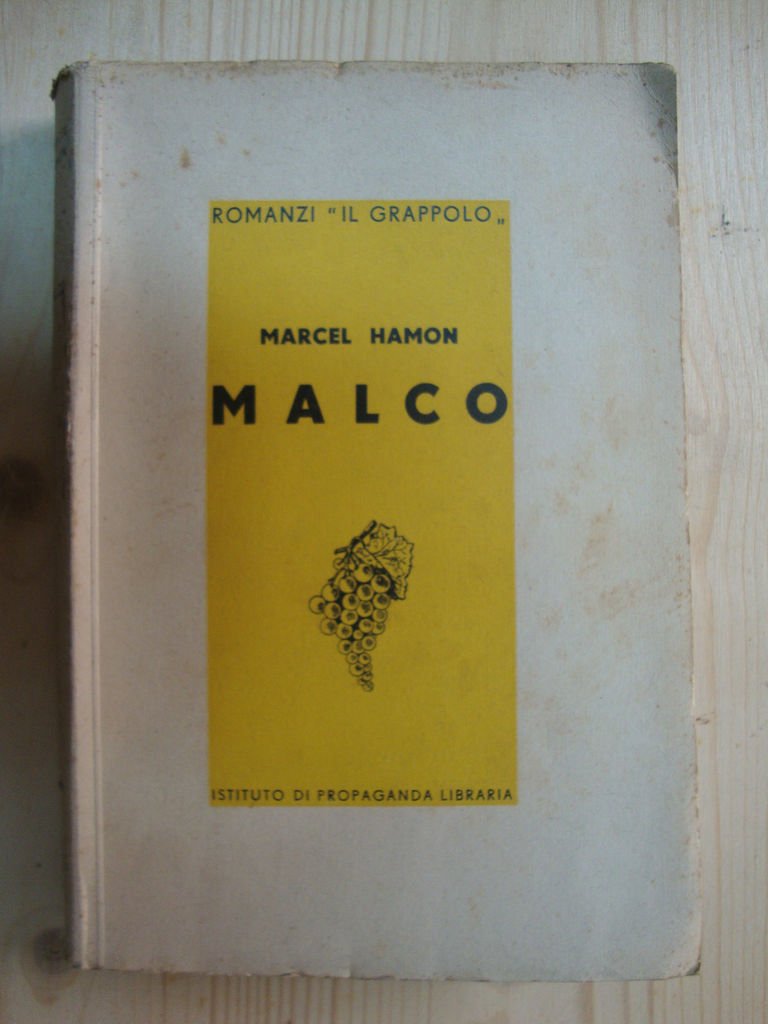 ROMANZI "IL GRAPPOLO„
MARCEL HAMON
MALCO
ISTITUTO DI PROPAGANDA LIBRARIA